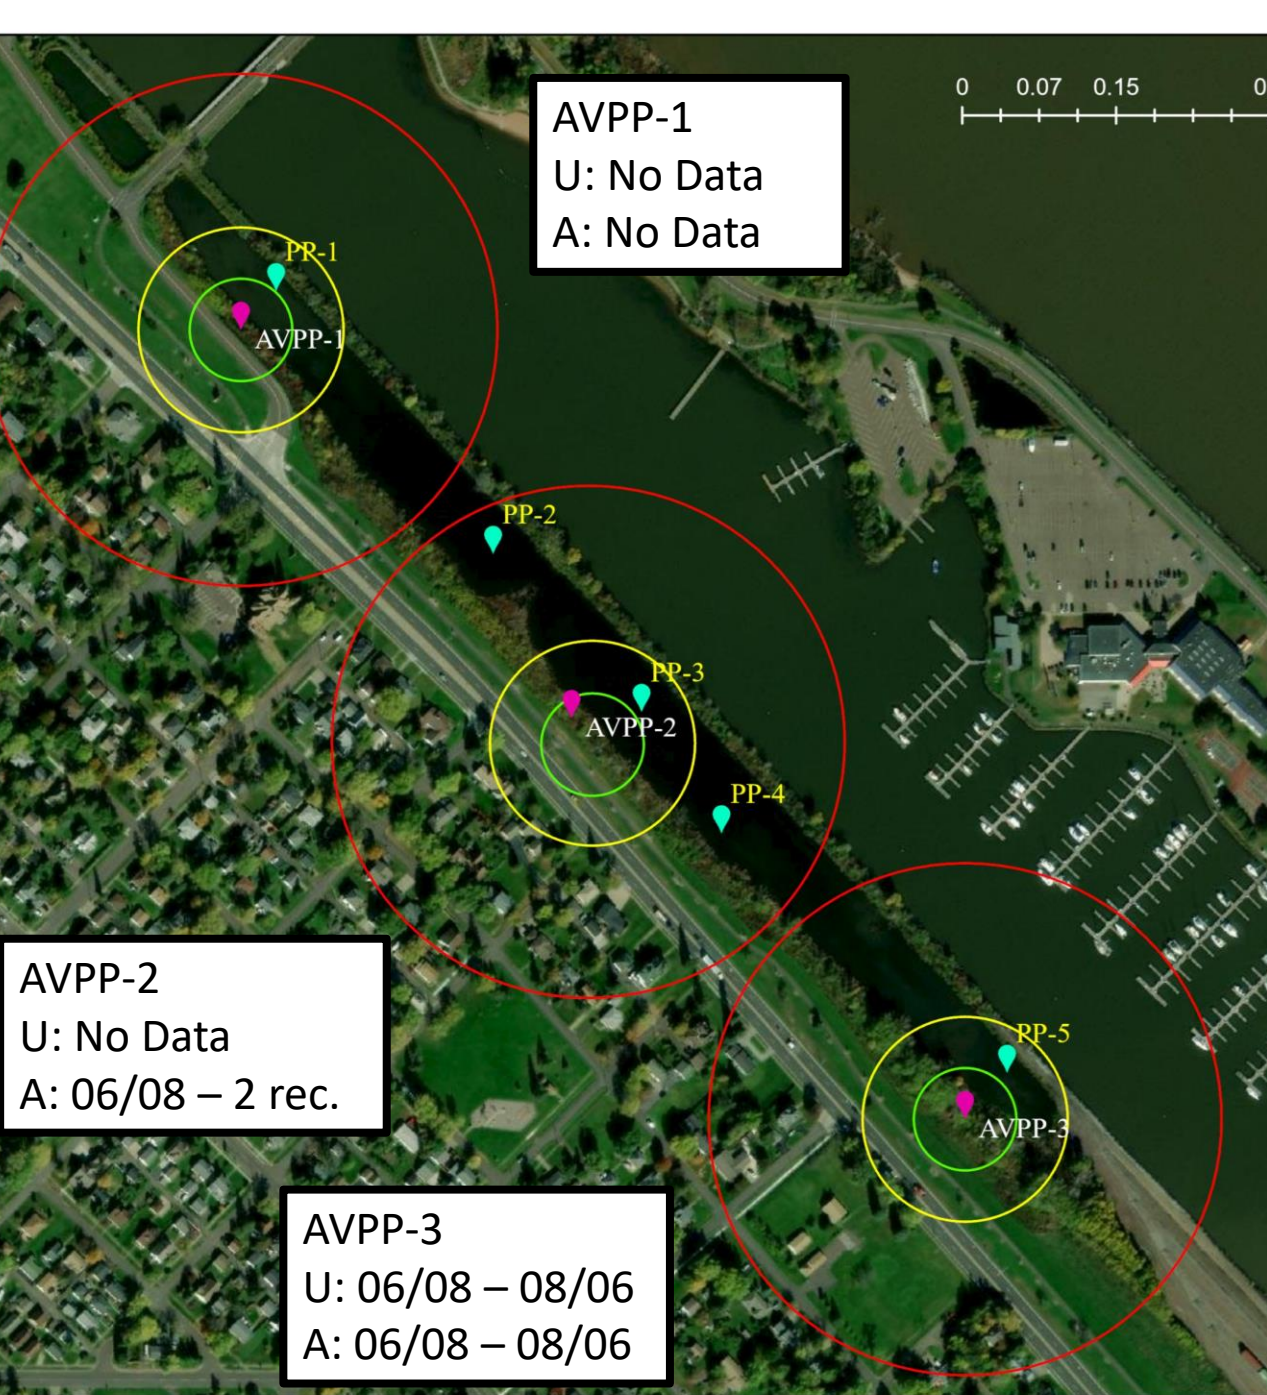 0 0.07 0.15 0
AVPP-1
U: No Data
A: No Data
PP-1
AVPP-1
PP-2
PP-3
AVPP-2
PP-4
AVPP-2
U: No Data
A: 06/08 – 2 rec.
PP-5
AVPP-3
AVPP-3
U: 06/08 – 08/06
A: 06/08 – 08/06